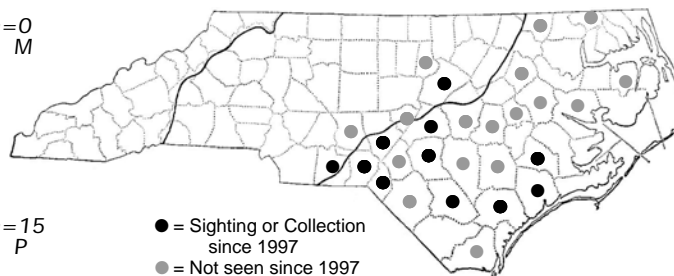 =0
M
=15
P
● = Sighting or Collection
since 1997
● = Not seen since 1997